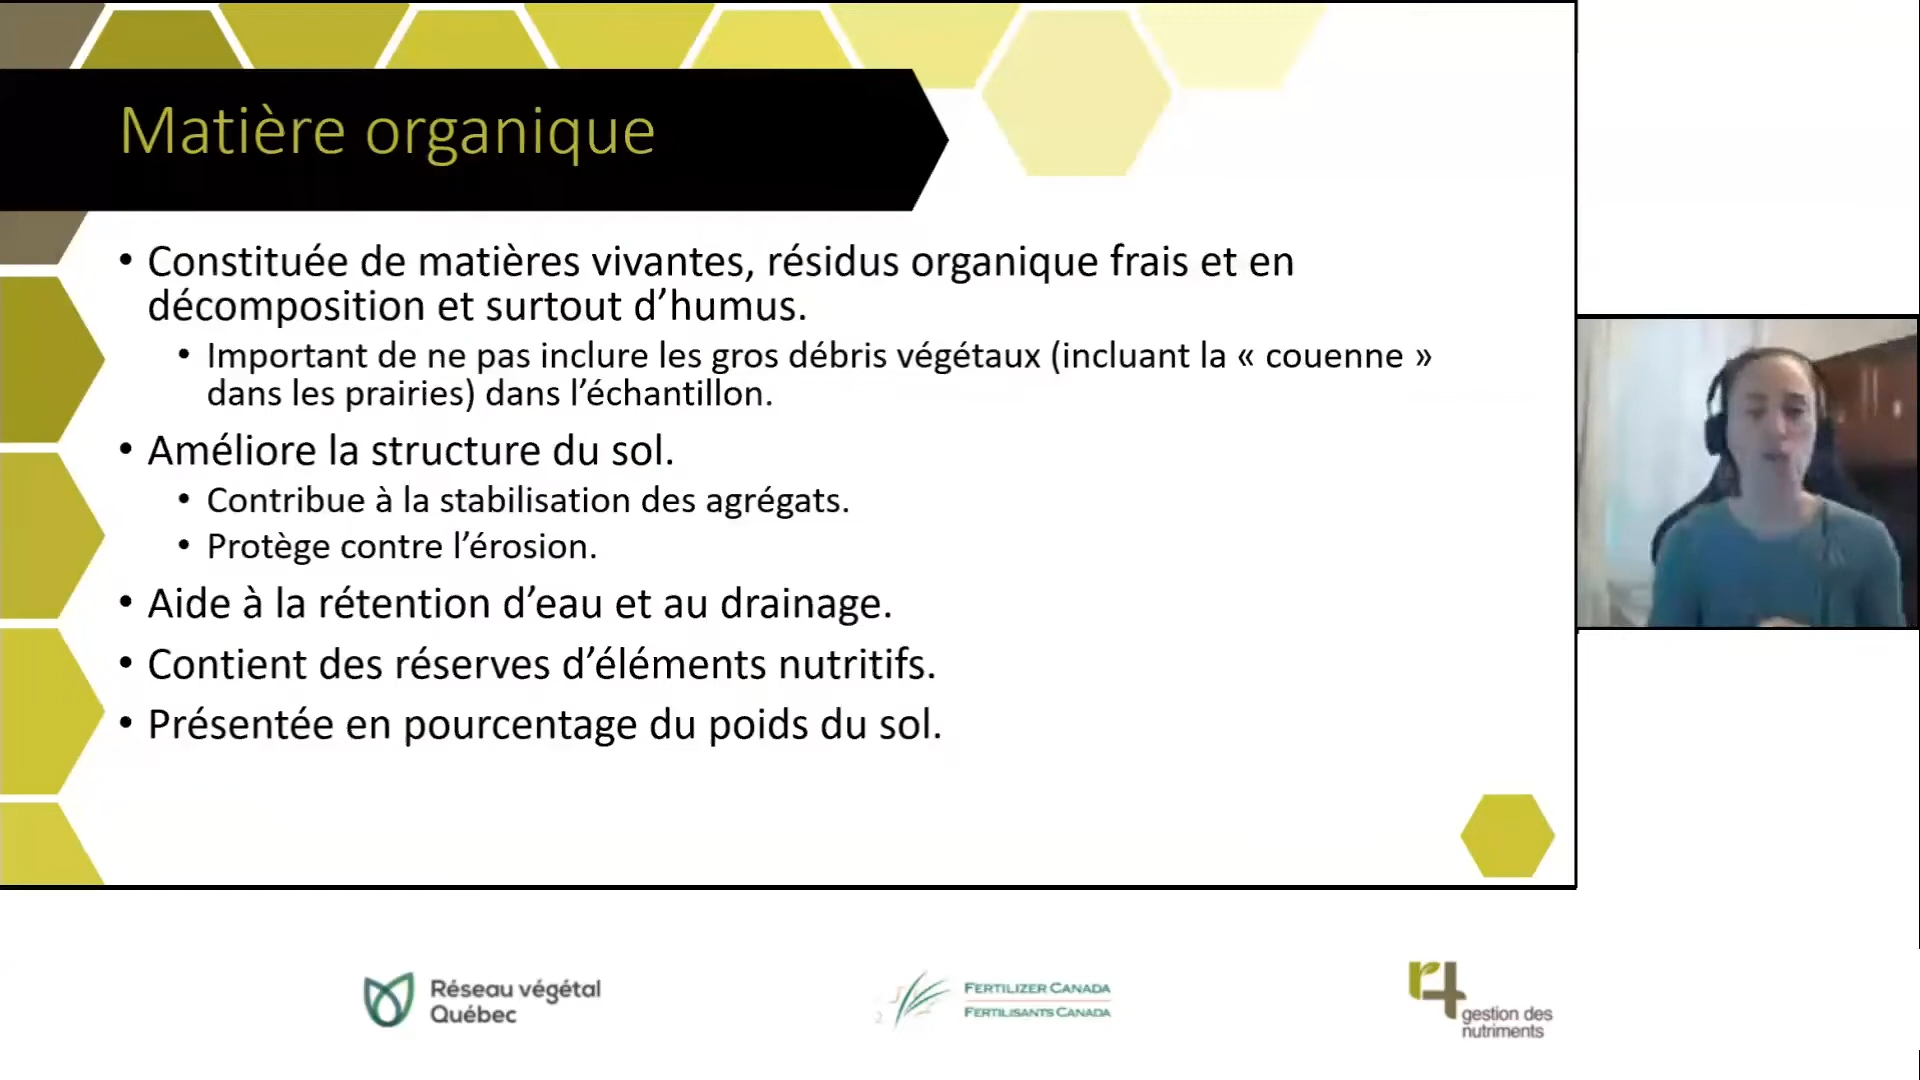 Matière organique
• Constituée de matières vivantes, résidus organique frais et en
décomposition et surtout d’humus.
• Important de ne pas inclure les gros débris végétaux (incluant la « couenne »
dans les prairies) dans l’échantillon.
• Améliore la structure du sol.
• Contribue à la stabilisation des agrégats.
• Protège contre l’érosion.
• Aide à la rétention d’eau et au drainage.
• Contient des réserves d’éléments nutritifs.
• Présentée en pourcentage du poids du sol.
Réseau végétal
Québec
FERTILIZER CANADA
FERTILISANTS CANADA
r4
gestion des
nutriments